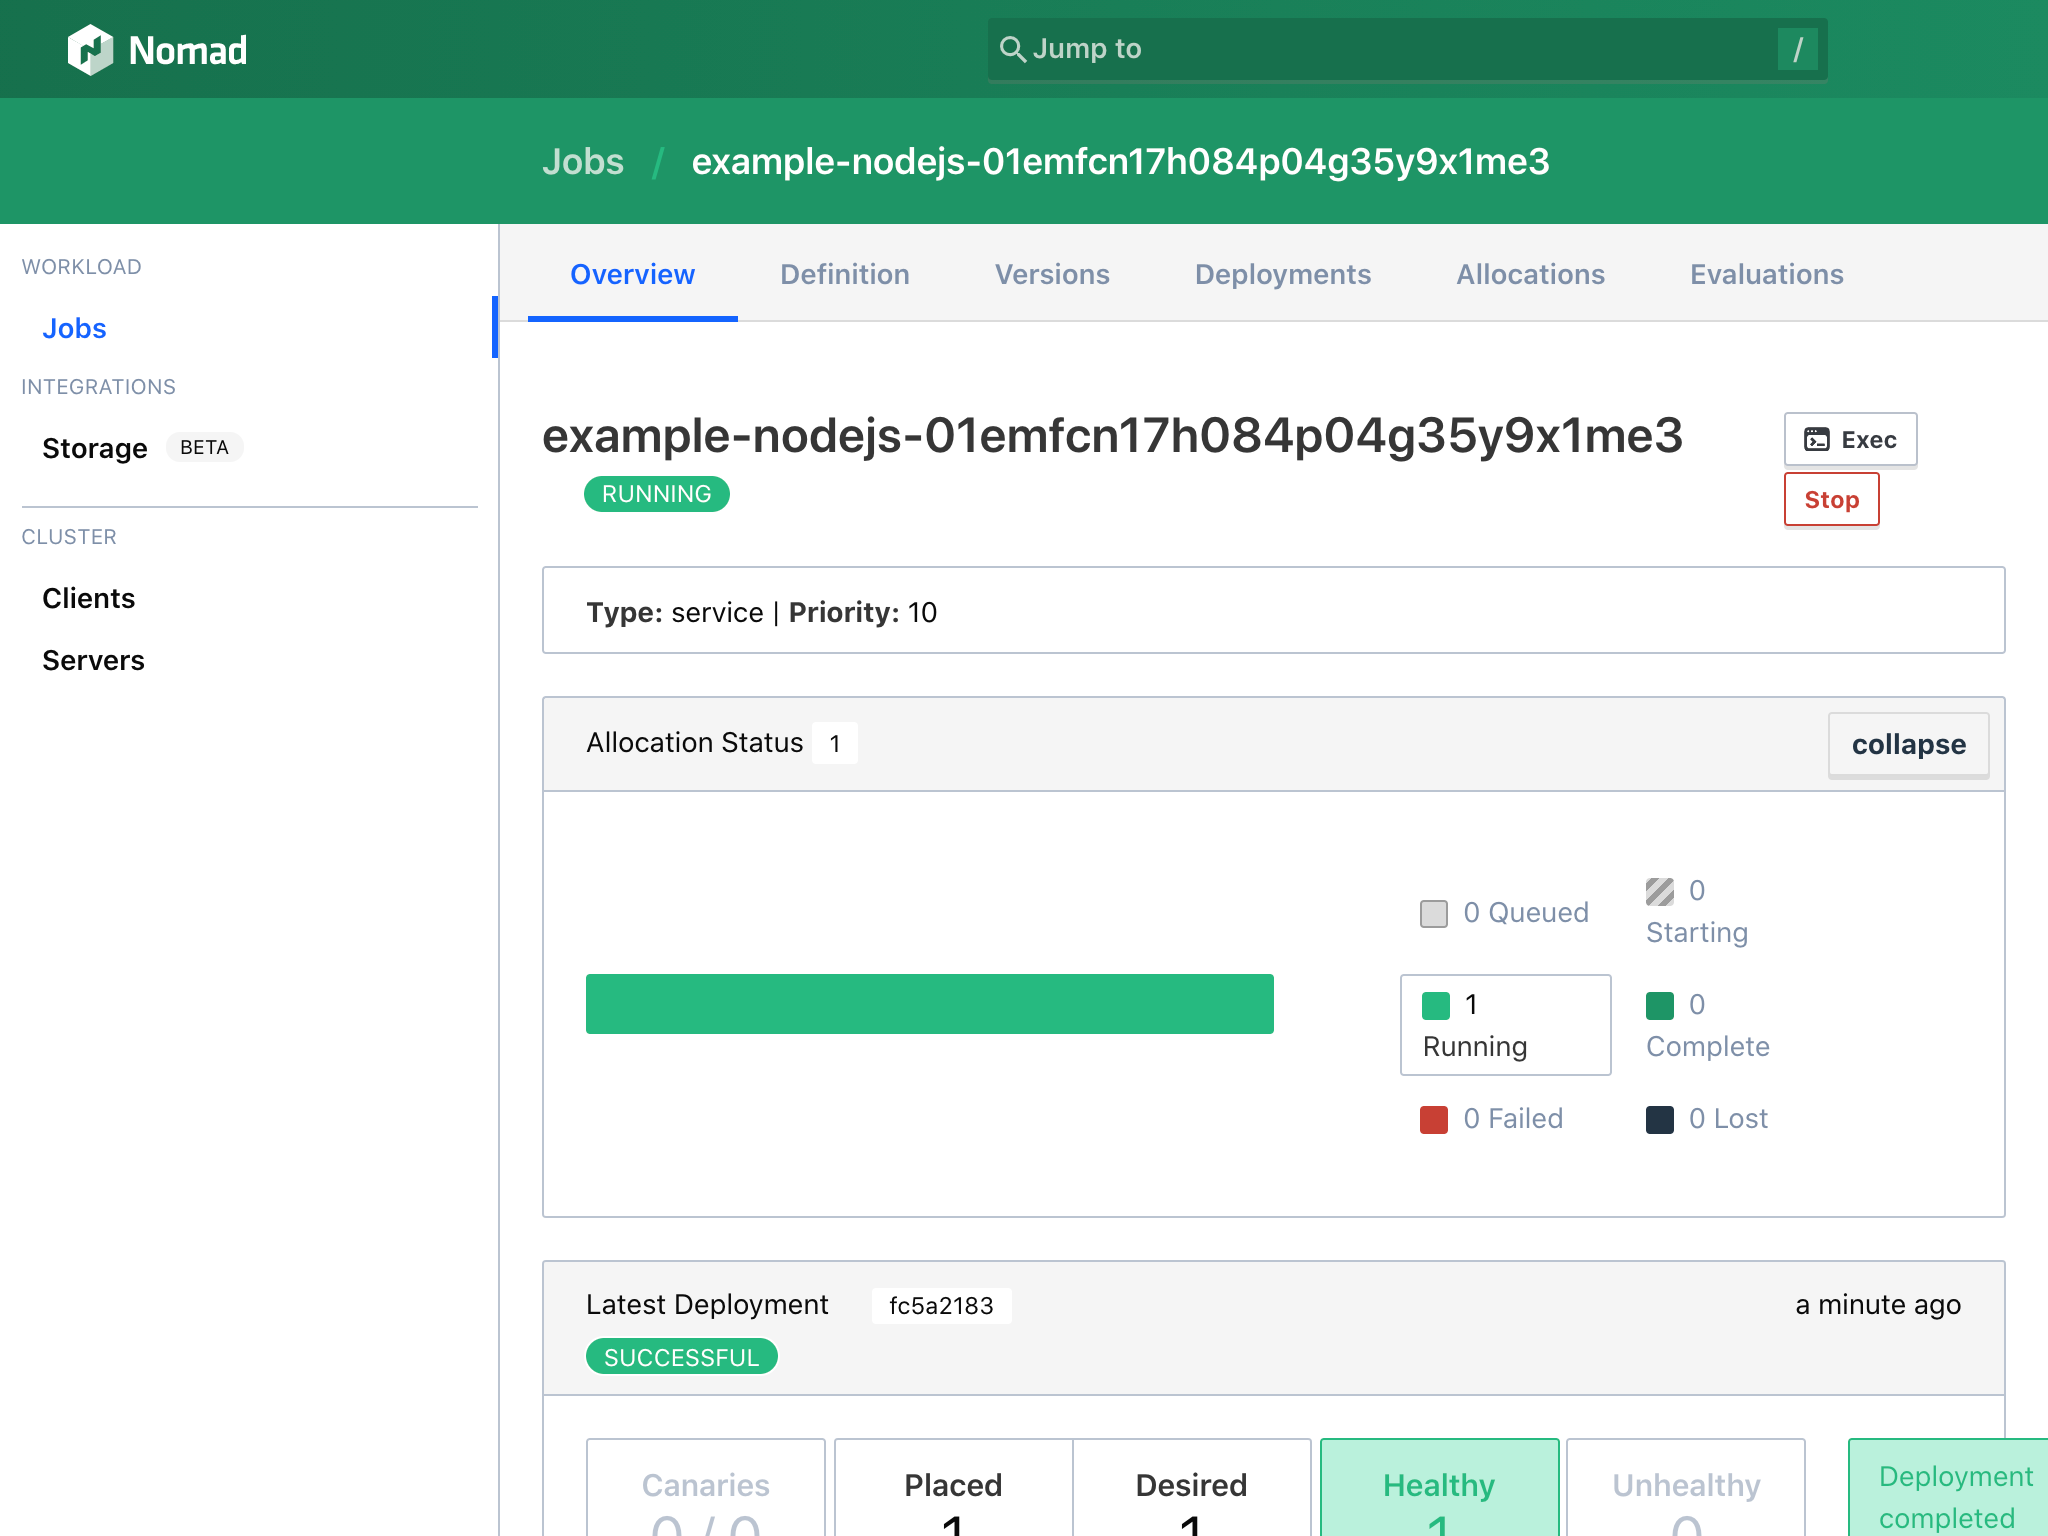 Nomad
Jump to /
Jobs / example-nodejs-01emfcn17h084p04g35y9x1me3
WORKLOAD
Jobs
INTEGRATIONS
Storage BETA
CLUSTER
Clients
Servers
Overview Definition Versions Deployments Allocations Evaluations
example-nodejs-01emfcn17h084p04g35y9x1me3
RUNNING
Exec
Stop
Type: service | Priority: 10
Allocation Status 1
collapse
0 Queued
0 Starting
1 Running
0 Complete
0 Failed
0 Lost
Latest Deployment fc5a2183
a minute ago
SUCCESSFUL
Canaries
0 / 0
Placed
1
Desired
1
Healthy
1
Unhealthy
0
Deployment
completed